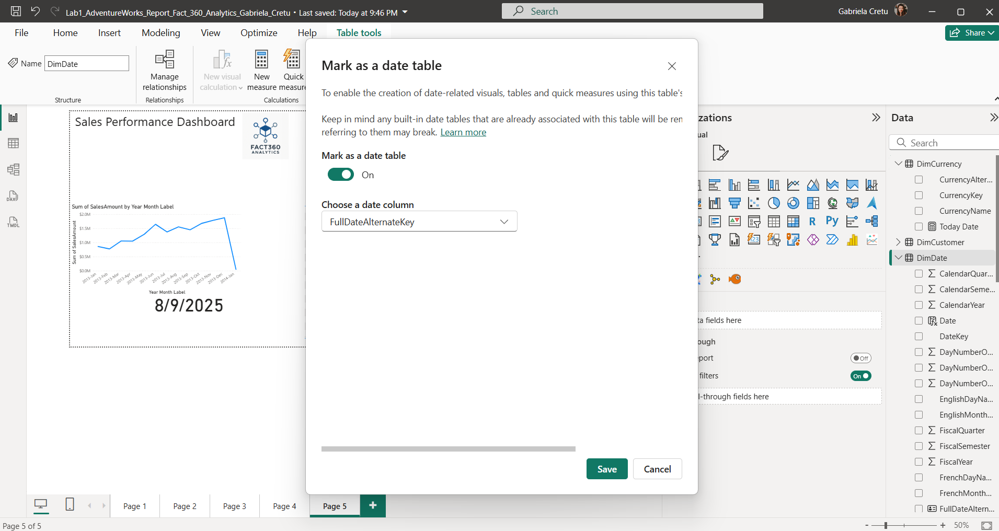 Lab1_AdventureWorks_Report_Fact_360_Analytics_Gabriela_Cretu • Last saved: Today at 9:46 PM
Search
Gabriela Cretu
File
Home
Insert
Modeling
View
Optimize
Help
Table tools
Share
Name
DimDate
Structure
Manage
relationships
Relationships
New visual
calculation
New
measure
Quick
measure
Calculations
Sales Performance Dashboard
FACT360
ANALYTICS
Sum of SalesAmount by Year Month Label
Sum of SalesAmount
$2.0M
$1.5M
$1.0M
$0.5M
$0.0M
2013-Jan
2013-Feb
2013-Mar
2013-Apr
2013-May
2013-Jun
2013-Jul
2013-Aug
2013-Sep
2013-Oct
2013-Nov
2013-Dec
2014-Jan
Year Month Label
8/9/2025
DAX
TMDL
Mark as a date table
To enable the creation of date-related visuals, tables and quick measures using this table's
Keep in mind any built-in date tables that are already associated with this table will be ren
referring to them may break. Learn more
Mark as a date table
On
Choose a date column
FullDateAlternateKey
Save
Cancel
zations
ual
R
Py
123
ta fields here
ough
port
Off
filters
On
l-through fields here
Data
Search
DimCurrency
CurrencyAlter...
CurrencyKey
CurrencyName
Today Date
DimCustomer
DimDate
CalendarQuar...
CalendarSeme...
CalendarYear
Date
DateKey
DayNumberO...
DayNumberO...
DayNumberO...
EnglishDayNa...
EnglishMonth...
FiscalQuarter
FiscalSemester
FiscalYear
FrenchDayNa...
FrenchMonth...
FullDateAltern...
Page 1
Page 2
Page 3
Page 4
Page 5
Page 5 of 5
50%